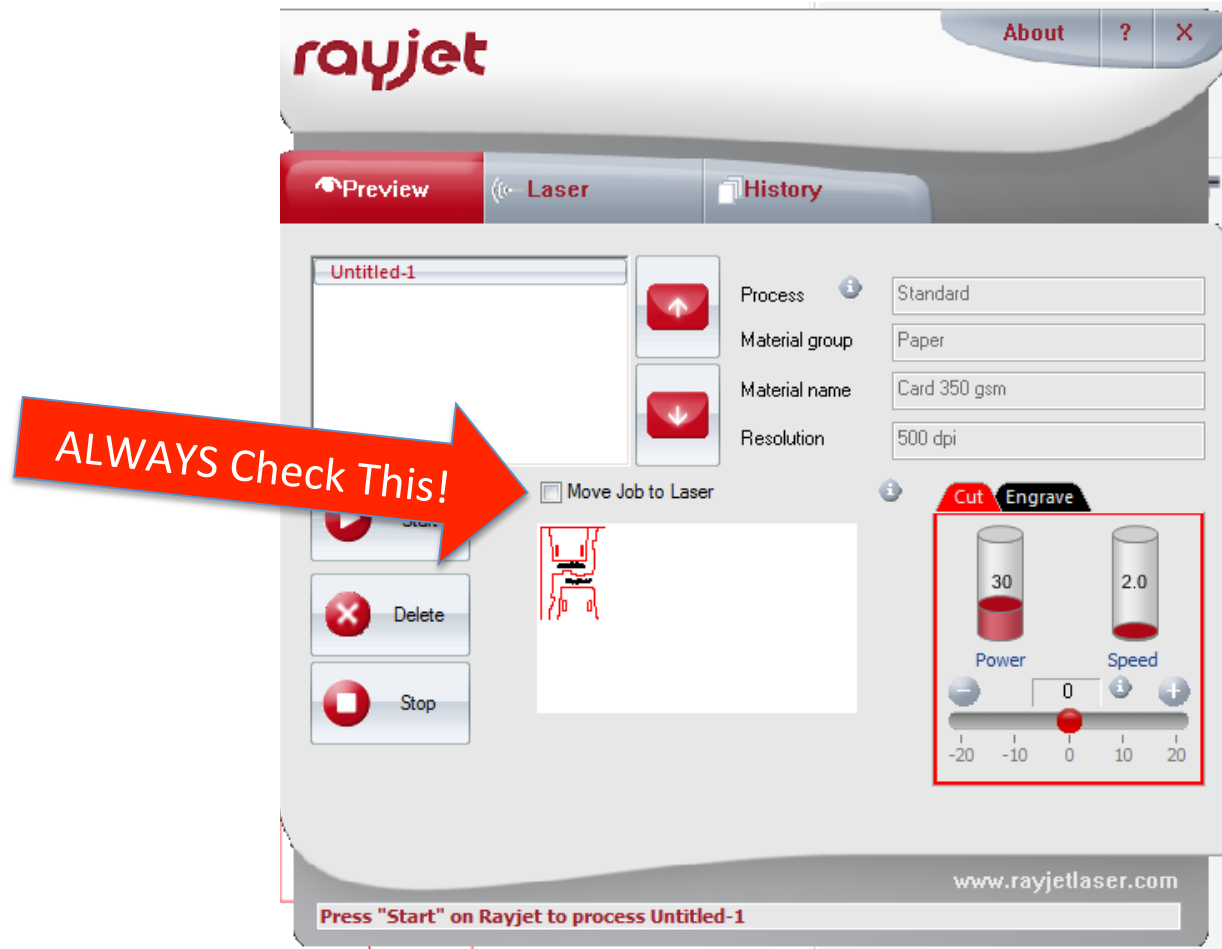 rayjet
About ? X
Preview Laser History
Untitled-1
Process Standard
Material group Paper
Material name Card 350 gsm
Resolution 500 dpi
ALWAYS Check This!
Move Job to Laser
Start
Delete
Stop
Cut Engrave
30 2.0
Power Speed
0
-20 -10 0 10 20
www.rayjetlaser.com
Press "Start" on Rayjet to process Untitled-1